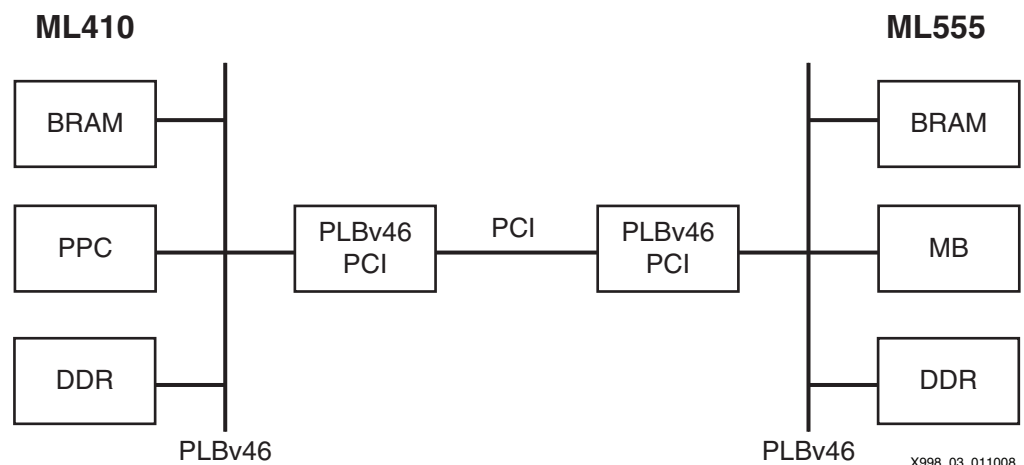 ML410
ML555
BRAM
BRAM
PPC
PLBv46
PCI
PCI
PLBv46
PCI
MB
DDR
DDR
PLBv46
PLBv46
X998_03_011008